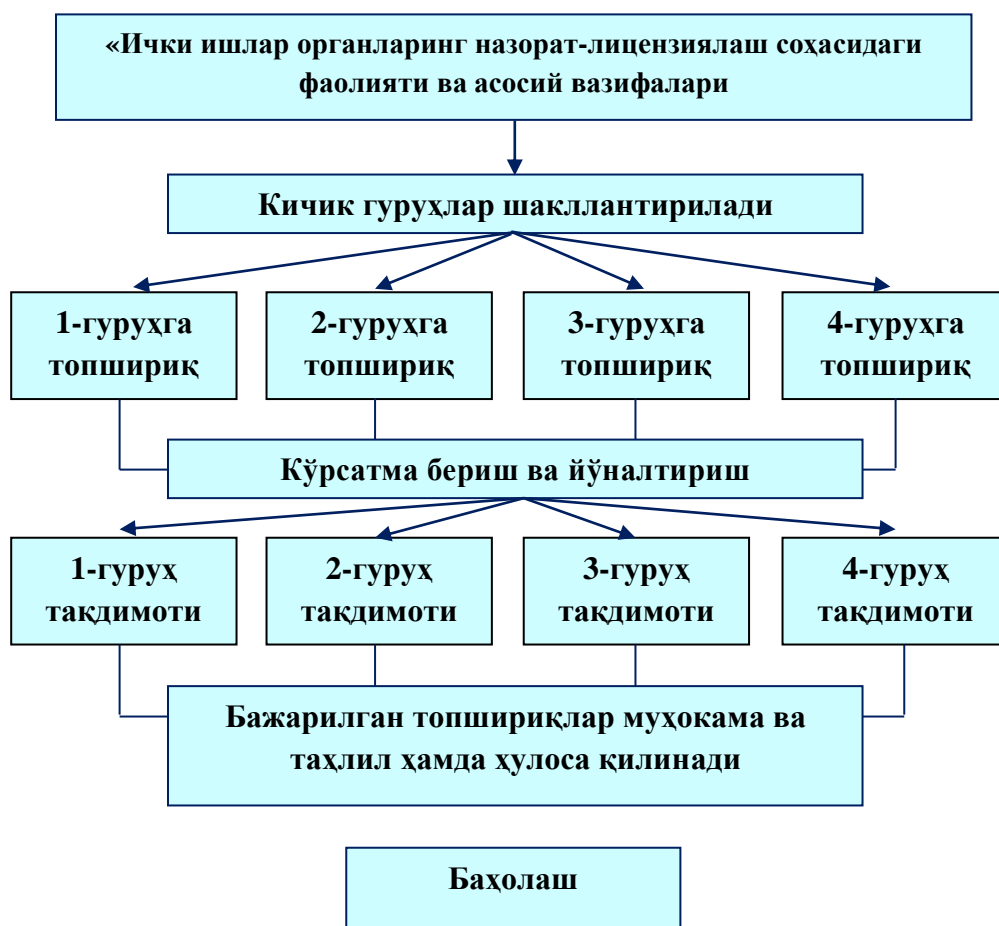 «Ички ишлар органларинг назорат-лицензиялаш соҳасидаги
фаолияти ва асосий вазифалари
Кичик гуруҳлар шакллантирилади
1-гуруҳга
топшириқ
2-гуруҳга
топшириқ
3-гуруҳга
топшириқ
4-гуруҳга
топшириқ
Кўрсатма бериш ва йўналтириш
1-гуруҳ
тақдимоти
2-гуруҳ
тақдимоти
3-гуруҳ
тақдимоти
4-гуруҳ
тақдимоти
Бажарилган топшириқлар муҳокама ва
таҳлил ҳамда ҳулоса қилинади
Баҳолаш